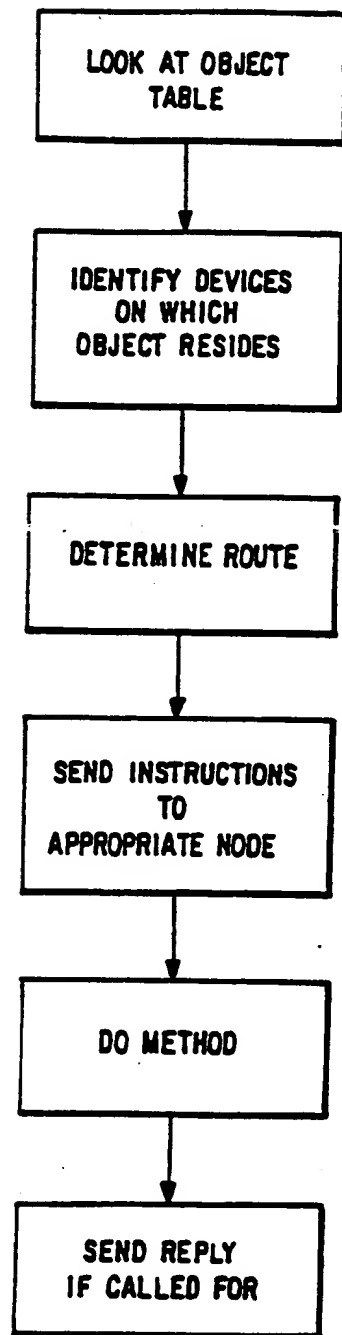 LOOK AT OBJECT
TABLE
IDENTIFY DEVICES
ON WHICH
OBJECT RESIDES
DETERMINE ROUTE
SEND INSTRUCTIONS
TO
APPROPRIATE NODE
DO METHOD
SEND REPLY
IF CALLED FOR